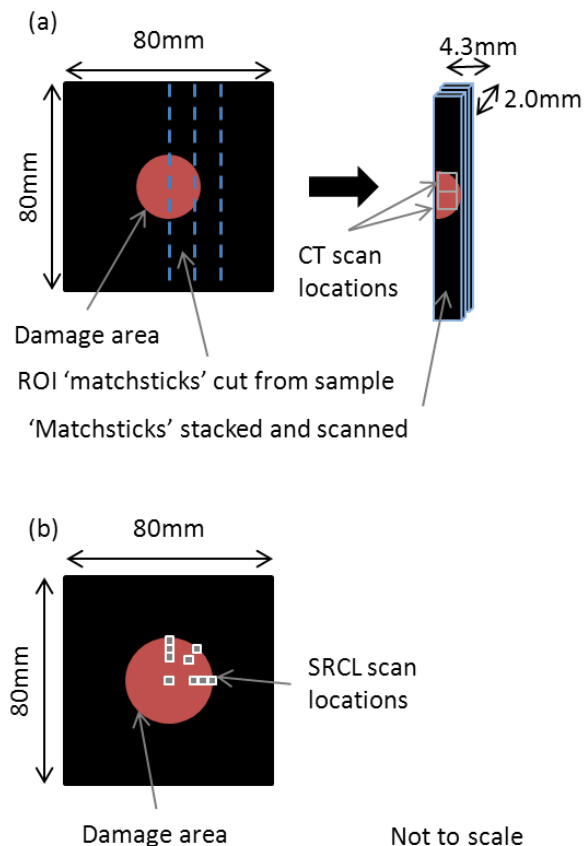 (a)
80mm
4.3mm
2.0mm
80mm
CT scan
locations
Damage area
ROI ‘matchsticks’ cut from sample
‘Matchsticks’ stacked and scanned
(b)
80mm
80mm
SRCL scan
locations
Damage area
Not to scale